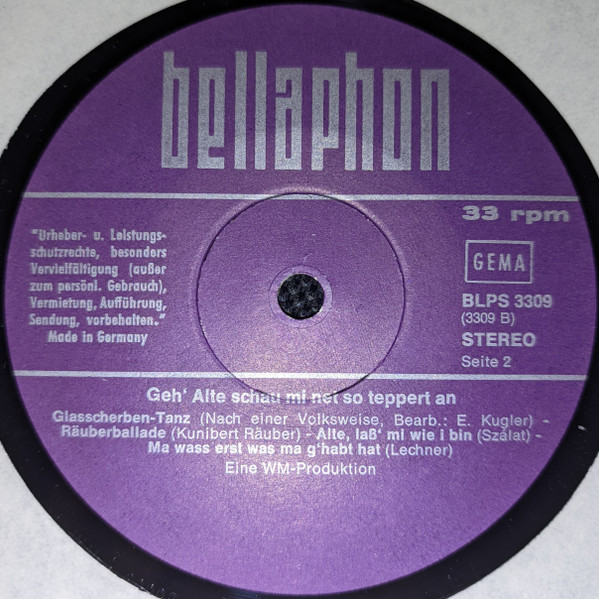 bellaphon
33 rpm
"Urheber- u. Leistungs-
schutzrechte, besonders
Vervielfältigung (außer
zum persönl. Gebrauch),
Vermietung, Aufführung,
Sendung, vorbehalten."
Made in Germany
GEMA
BLPS 3309
(3309 B)
STEREO
Seite 2
Geh' Alte schau mi net so teppert an
Glasscherben-Tanz (Nach einer Volksweise, Bearb.: E. Kugler) -
Räuberballade (Kunibert Räuber) - Alte, laß' mi wie i bin (Szálat) -
Ma wass erst was ma g'habt hat (Lechner)
Eine WM-Produktion